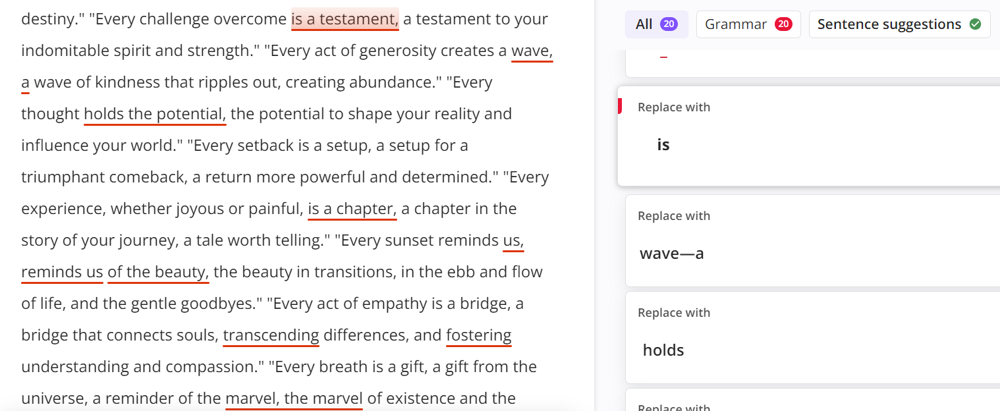 destiny." "Every challenge overcome is a testament, a testament to your
indomitable spirit and strength." "Every act of generosity creates a wave,
a wave of kindness that ripples out, creating abundance." "Every
thought holds the potential, the potential to shape your reality and
influence your world." "Every setback is a setup, a setup for a
triumphant comeback, a return more powerful and determined." "Every
experience, whether joyous or painful, is a chapter, a chapter in the
story of your journey, a tale worth telling." "Every sunset reminds us,
reminds us of the beauty, the beauty in transitions, in the ebb and flow
of life, and the gentle goodbyes." "Every act of empathy is a bridge, a
bridge that connects souls, transcending differences, and fostering
understanding and compassion." "Every breath is a gift, a gift from the
universe, a reminder of the marvel, the marvel of existence and the
All 20
Grammar 20
Sentence suggestions
Replace with
is
Replace with
wave—a
Replace with
holds
Replace with